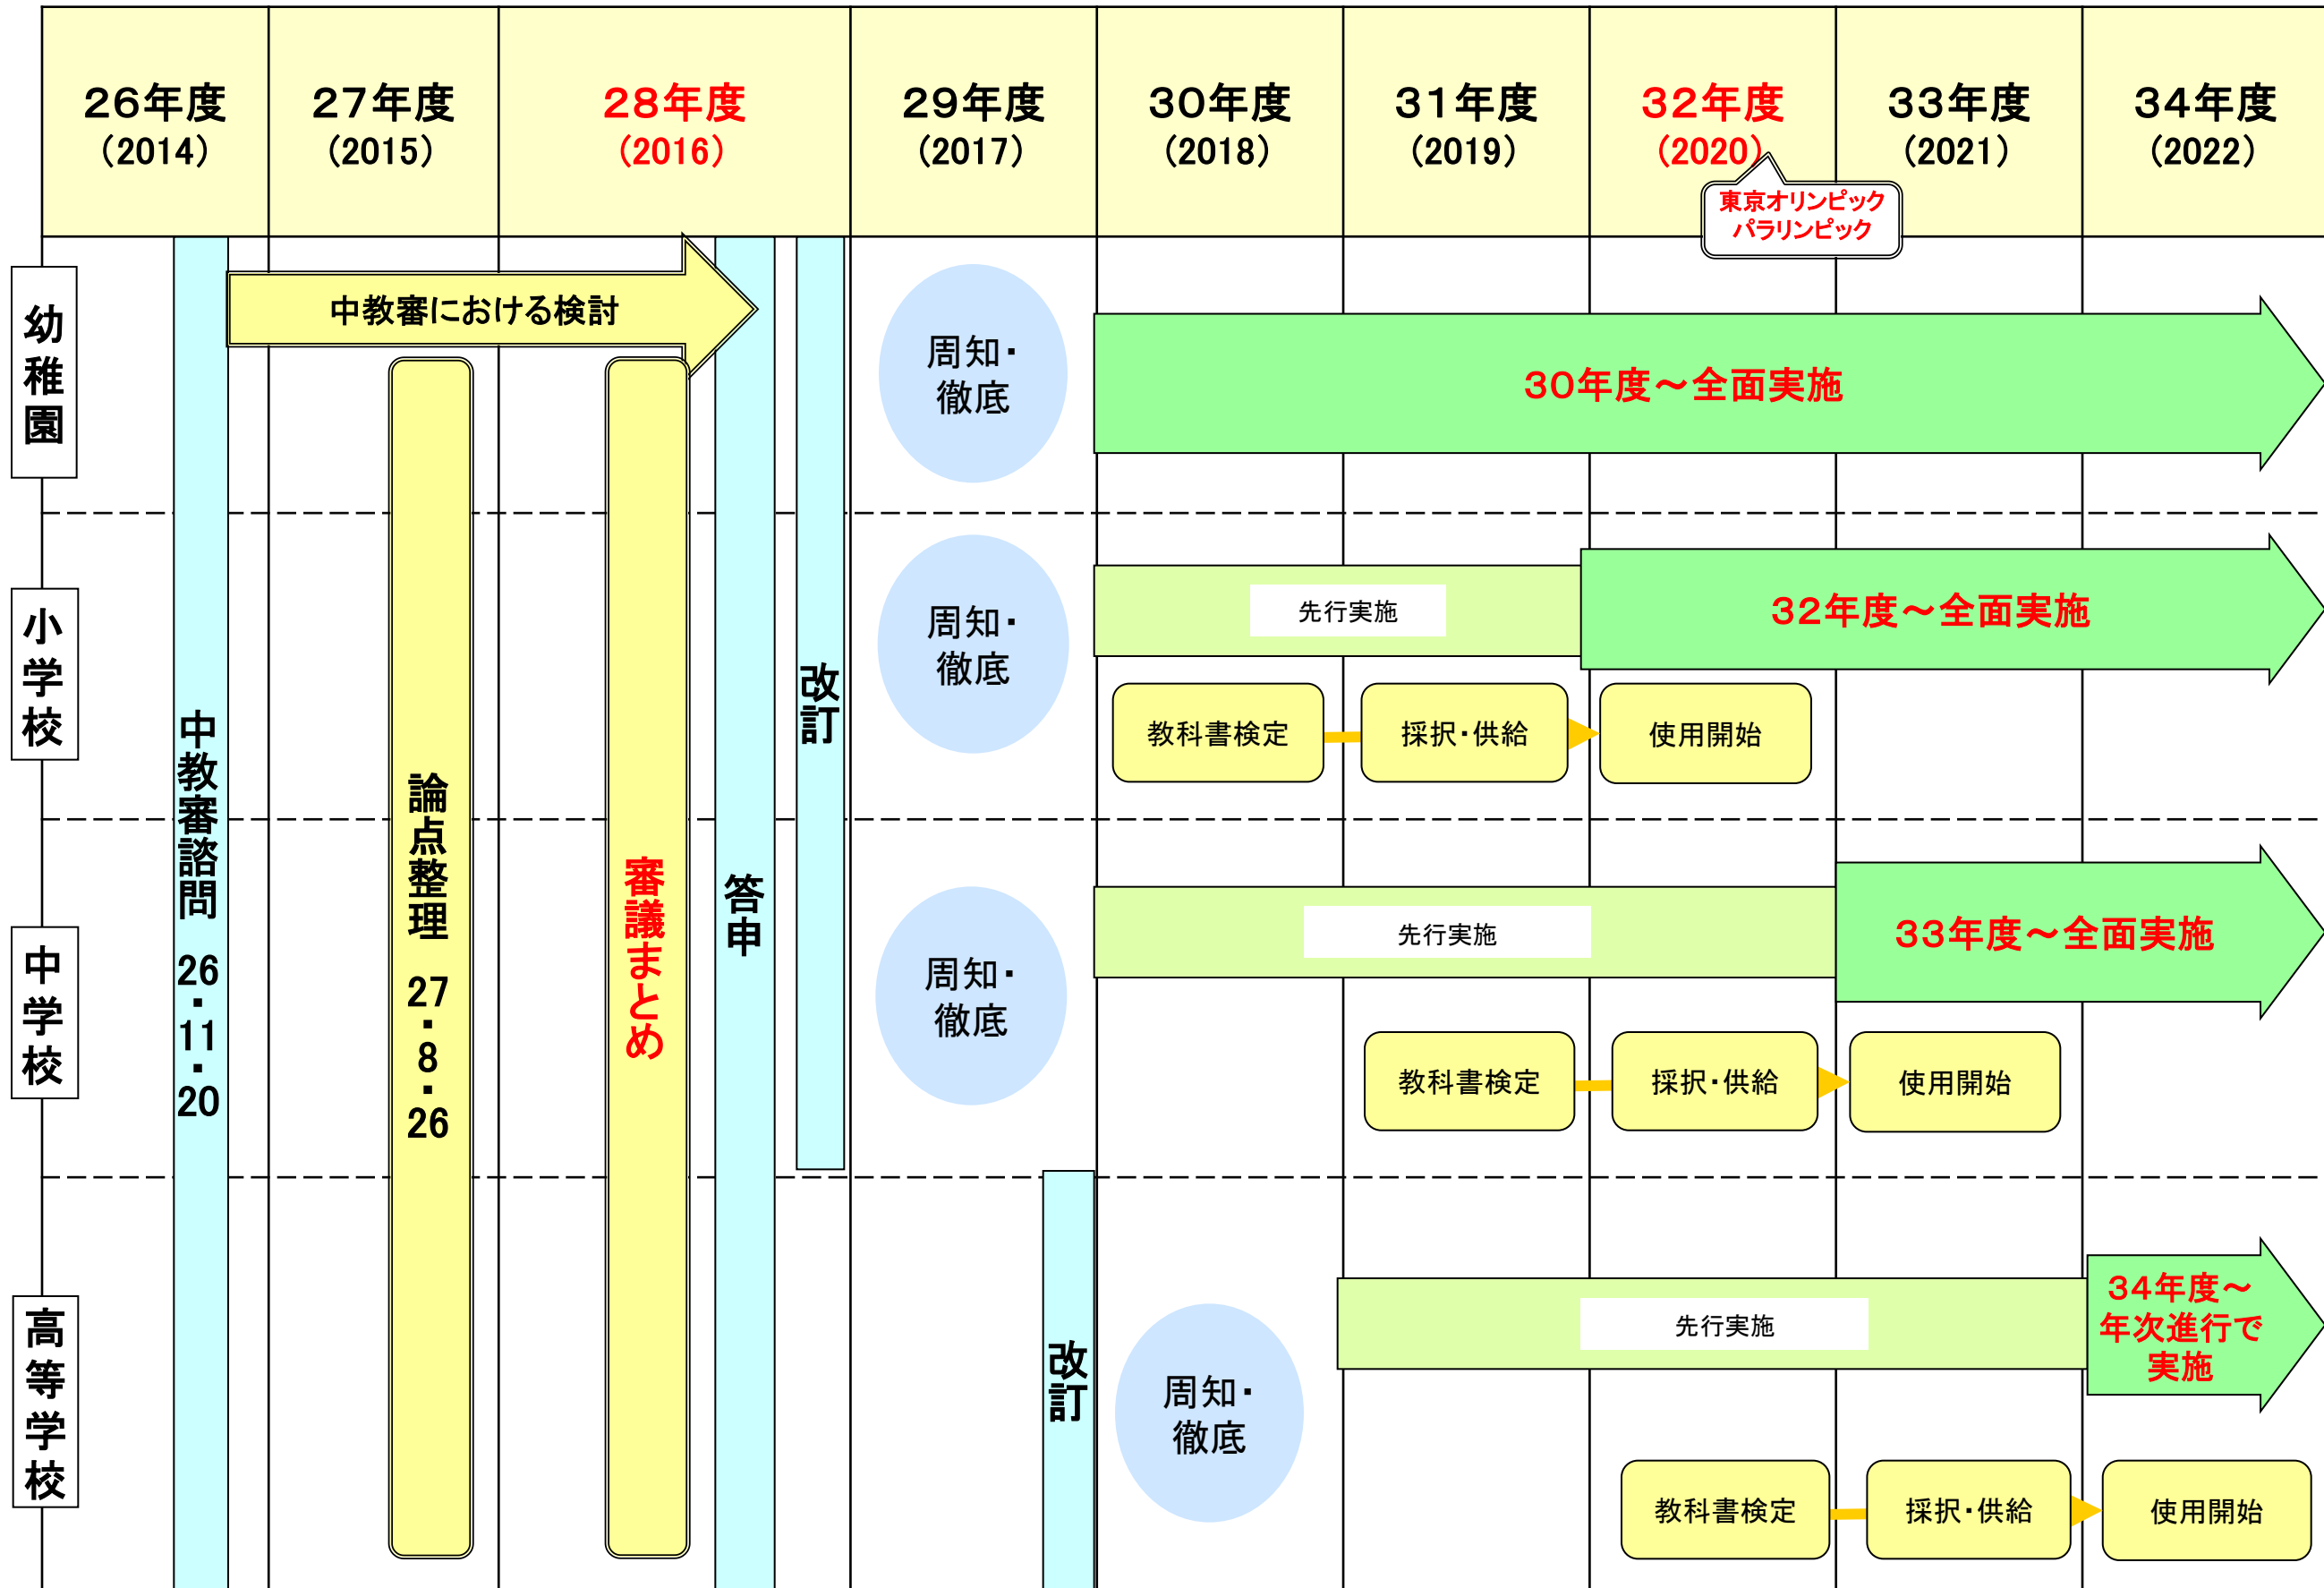 26年度
(2014)
27年度
(2015)
28年度
(2016)
29年度
(2017)
30年度
(2018)
31年度
(2019)
32年度
(2020)
33年度
(2021)
34年度
(2022)
東京オリンピック
パラリンピック
中教審諮問 26・11・20
中教審における検討
論点整理 27・8・26
審議まとめ
答申
改訂
幼稚園
周知・
徹底
30年度～全面実施
小学校
周知・
徹底
先行実施
32年度～全面実施
教科書検定
採択・供給
使用開始
中学校
周知・
徹底
先行実施
33年度～全面実施
教科書検定
採択・供給
使用開始
高等学校
改訂
周知・
徹底
先行実施
34年度～
年次進行で
実施
教科書検定
採択・供給
使用開始